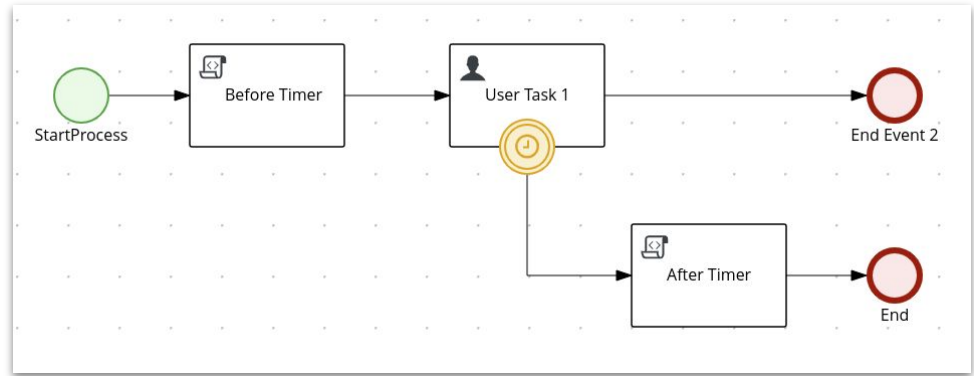 StartProcess
Before Timer
User Task 1
End Event 2
After Timer
End